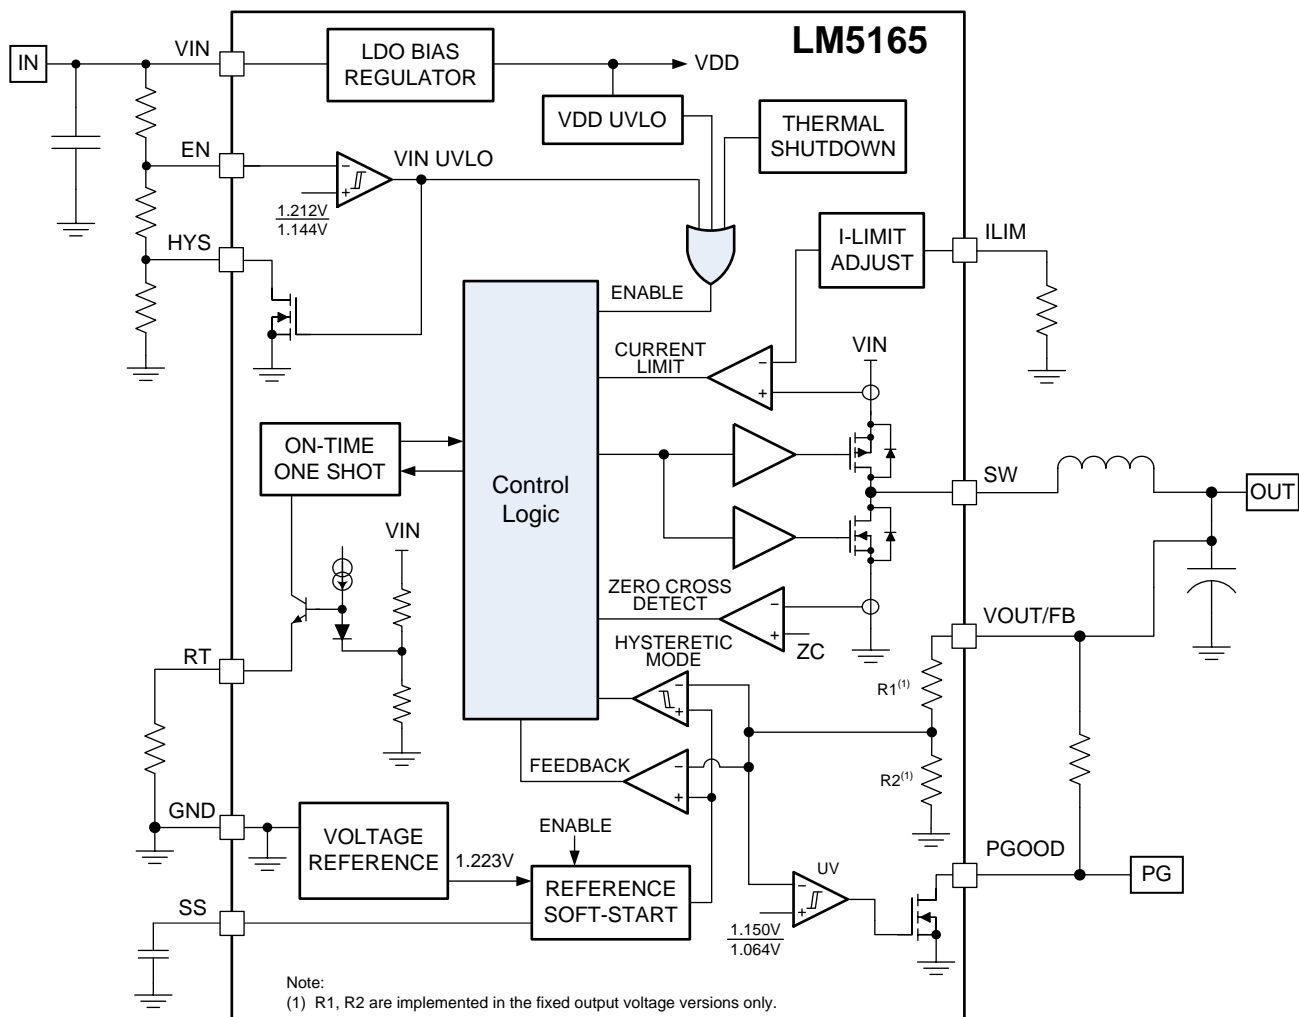 LM5165
IN
VIN
LDO BIAS
REGULATOR
VDD
VDD UVLO
THERMAL
SHUTDOWN
EN
VIN UVLO
−
+
1.212V
1.144V
HYS
I-LIMIT
ADJUST
ILIM
ENABLE
CURRENT
LIMIT
−
+
VIN
ON-TIME
ONE SHOT
Control
Logic
SW
OUT
VIN
ZERO CROSS
DETECT
−
+
ZC
VOUT/FB
HYSTERETIC
MODE
−
+
RT
R1(1)
FEEDBACK
−
+
R2(1)
GND
VOLTAGE
REFERENCE
1.223V
ENABLE
REFERENCE
SOFT-START
SS
UV
−
+
1.150V
1.064V
PGOOD
PG
Note:
(1) R1, R2 are implemented in the fixed output voltage versions only.